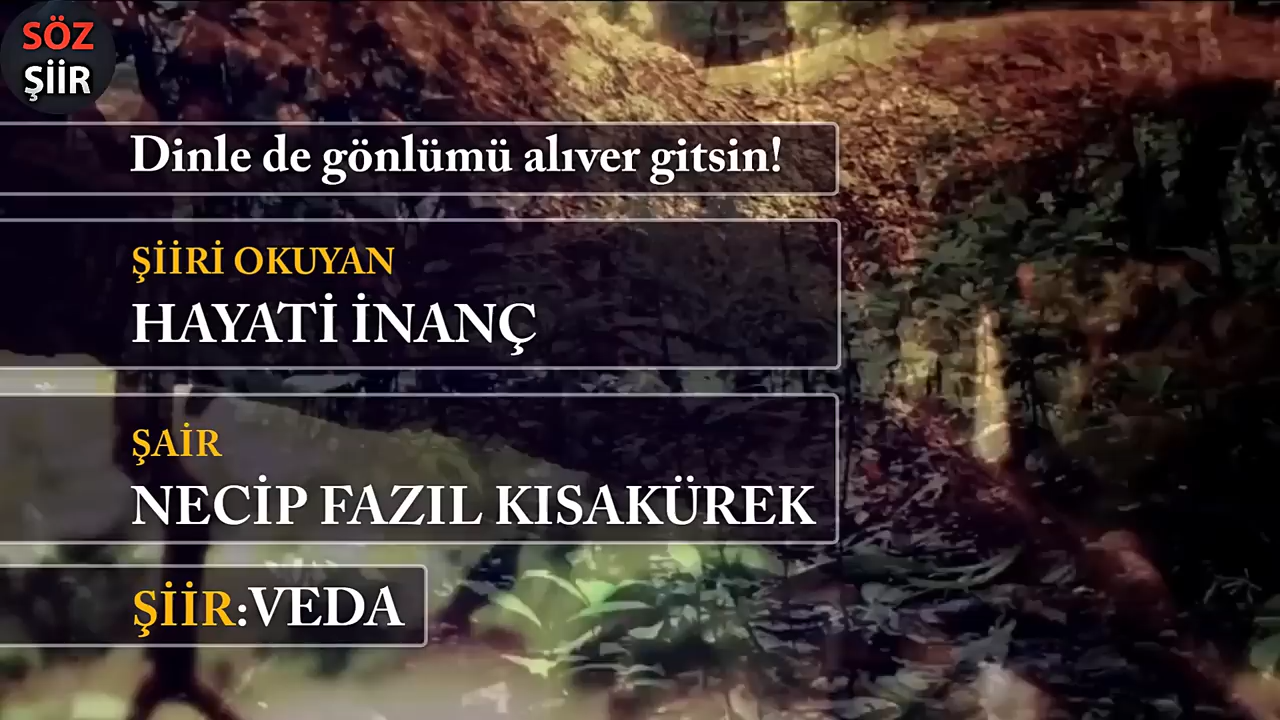 SÖZ
ŞİİR
Dinle de gönlümü alıver gitsin!
ŞİİRİ OKUYAN
HAYATİ İNANÇ
ŞAİR
NECİP FAZIL KISAKÜREK
ŞİİR:VEDA